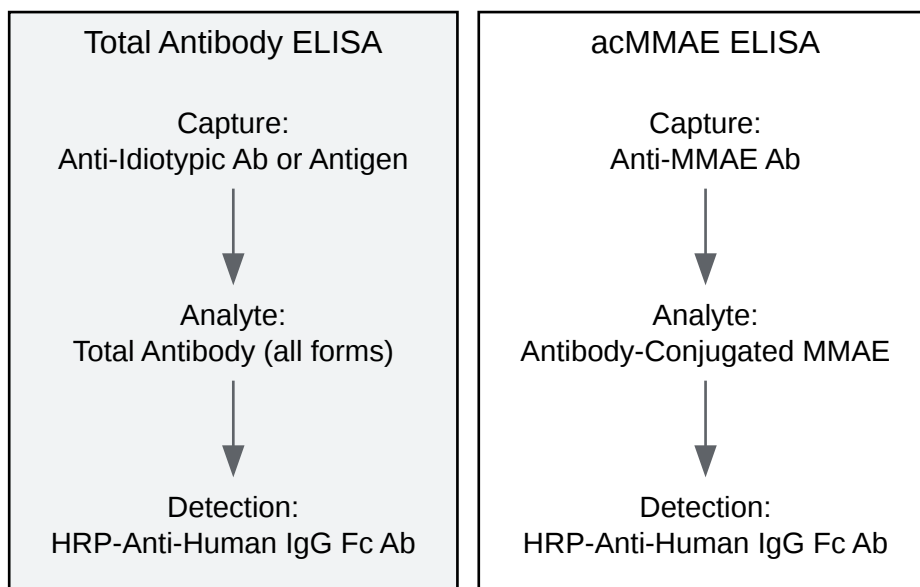 Total Antibody ELISA
Capture:
Anti-Idiotypic Ab or Antigen
Analyte:
Total Antibody (all forms)
Detection:
HRP-Anti-Human IgG Fc Ab
acMMAE ELISA
Capture:
Anti-MMAE Ab
Analyte:
Antibody-Conjugated MMAE
Detection:
HRP-Anti-Human IgG Fc Ab